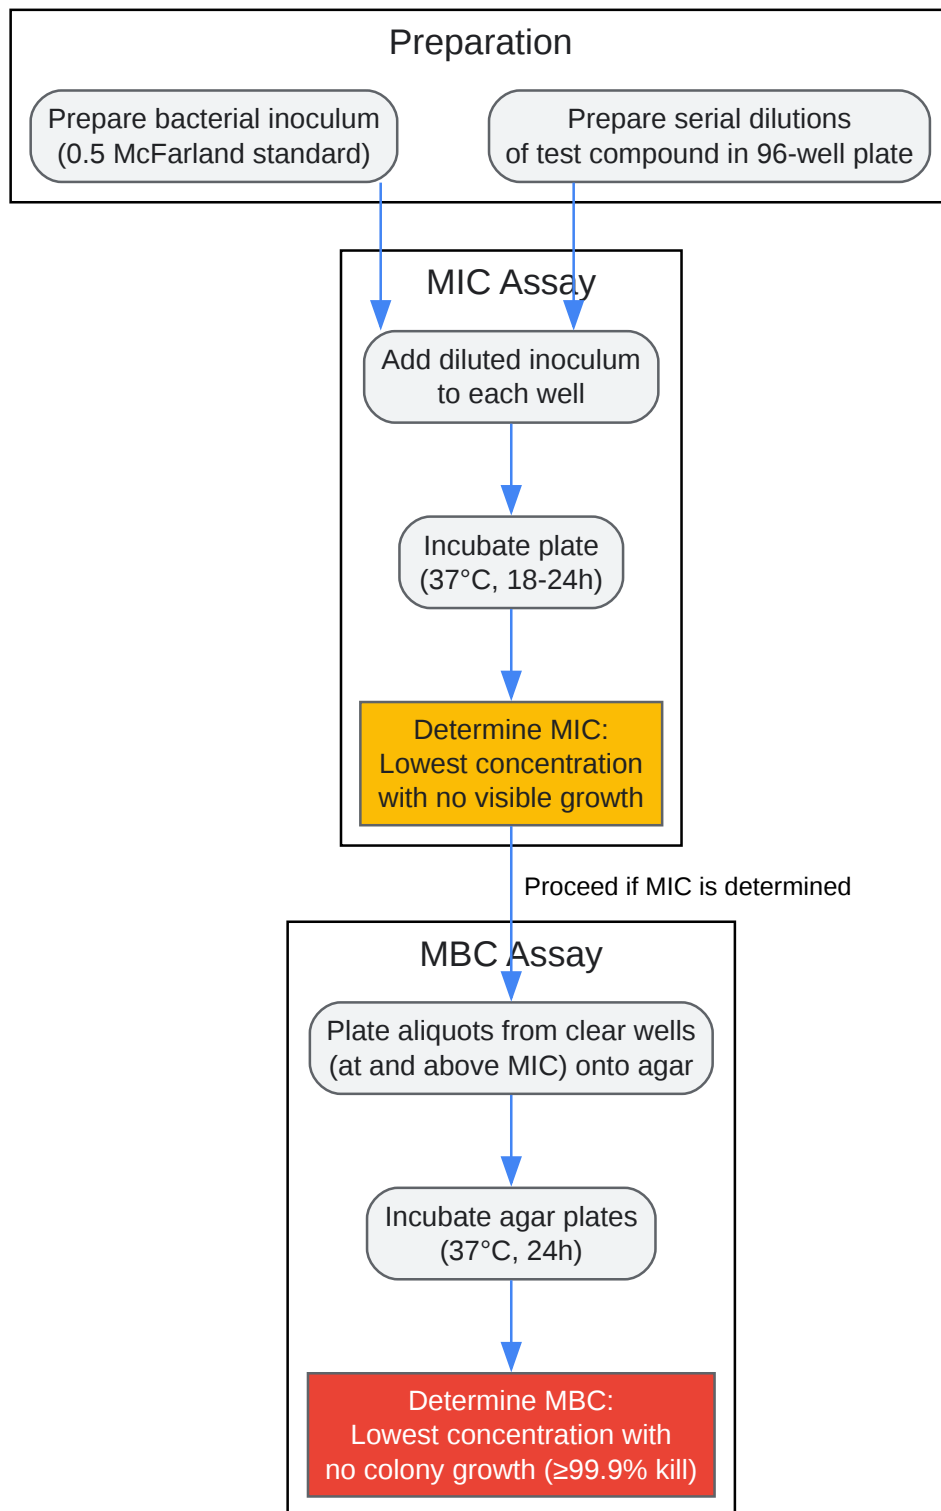 Preparation
Prepare bacterial inoculum
(0.5 McFarland standard)
Prepare serial dilutions
of test compound in 96-well plate
MIC Assay
Add diluted inoculum
to each well
Incubate plate
(37°C, 18-24h)
Determine MIC:
Lowest concentration
with no visible growth
Proceed if MIC is determined
MBC Assay
Plate aliquots from clear wells
(at and above MIC) onto agar
Incubate agar plates
(37°C, 24h)
Determine MBC:
Lowest concentration with
no colony growth (≥99.9% kill)